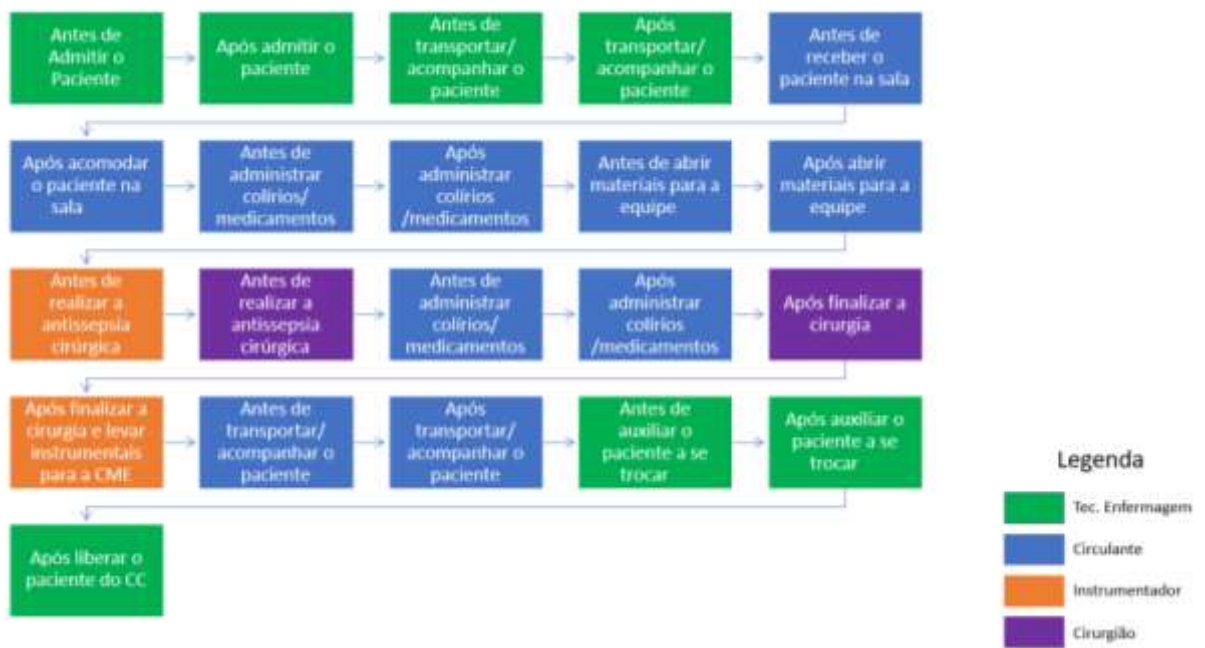 Antes de
Admitir o
Paciente
Após admitir o
paciente
Antes de
transportar/
acompanhar o
paciente
Após
transportar/
acompanhar o
paciente
Antes de
receber o
paciente na sala
Após acomodar
o paciente na
sala
Antes de
administrar
colírios/
medicamentos
Após
administrar
colírios
/medicamentos
Antes de abrir
materiais para a
equipe
Após abrir
materiais para a
equipe
Antes de
realizar a
antissepsia
cirúrgica
Antes de
realizar a
antissepsia
cirúrgica
Antes de
administrar
colírios/
medicamentos
Após
administrar
colírios
/medicamentos
Após finalizar a
cirurgia
Após finalizar a
cirurgia e levar
instrumentais
para a CME
Antes de
transportar/
acompanhar o
paciente
Após
transportar/
acompanhar o
paciente
Antes de
auxiliar o
paciente a se
trocar
Após auxiliar o
paciente a se
trocar
Após liberar o
paciente do CC
Legenda
Tec. Enfermagem
Circulante
Instrumentador
Cirurgião